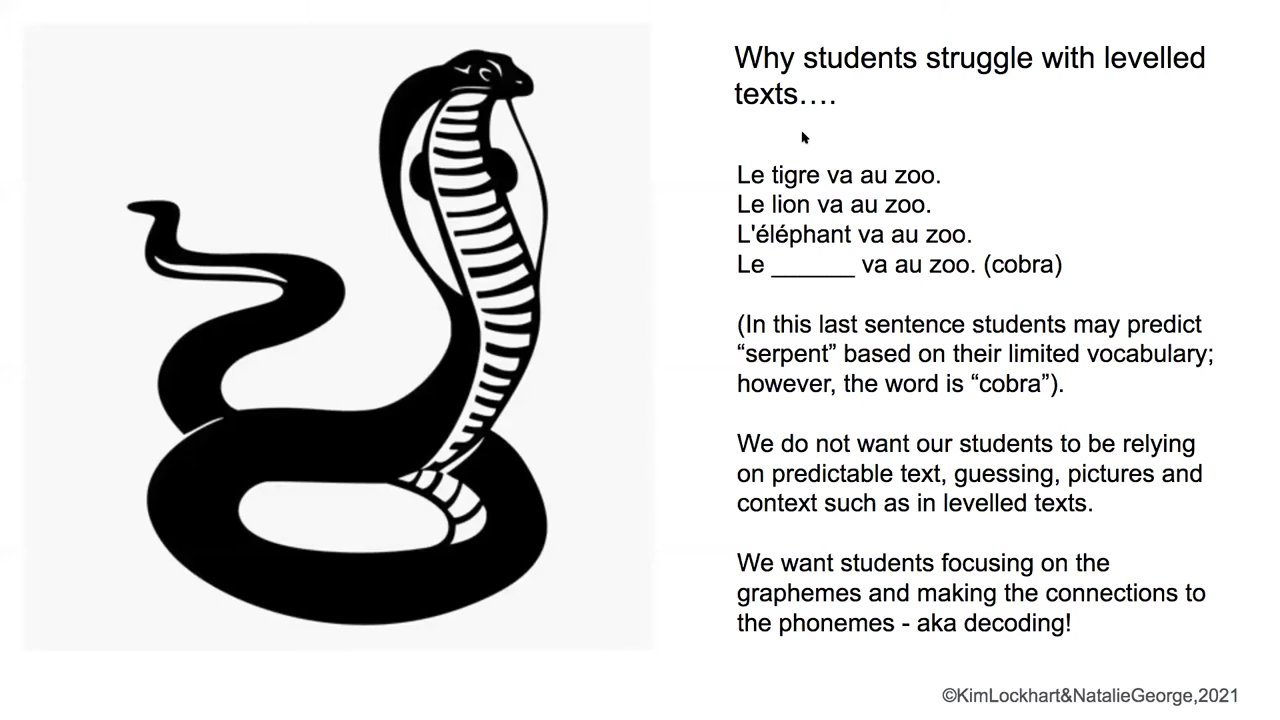 Why students struggle with levelled
texts….
Le tigre va au zoo.
Le lion va au zoo.
L'éléphant va au zoo.
Le ______ va au zoo. (cobra)
(In this last sentence students may predict
“serpent” based on their limited vocabulary;
however, the word is “cobra”).
We do not want our students to be relying
on predictable text, guessing, pictures and
context such as in levelled texts.
We want students focusing on the
graphemes and making the connections to
the phonemes - aka decoding!
©KimLockhart&NatalieGeorge,2021